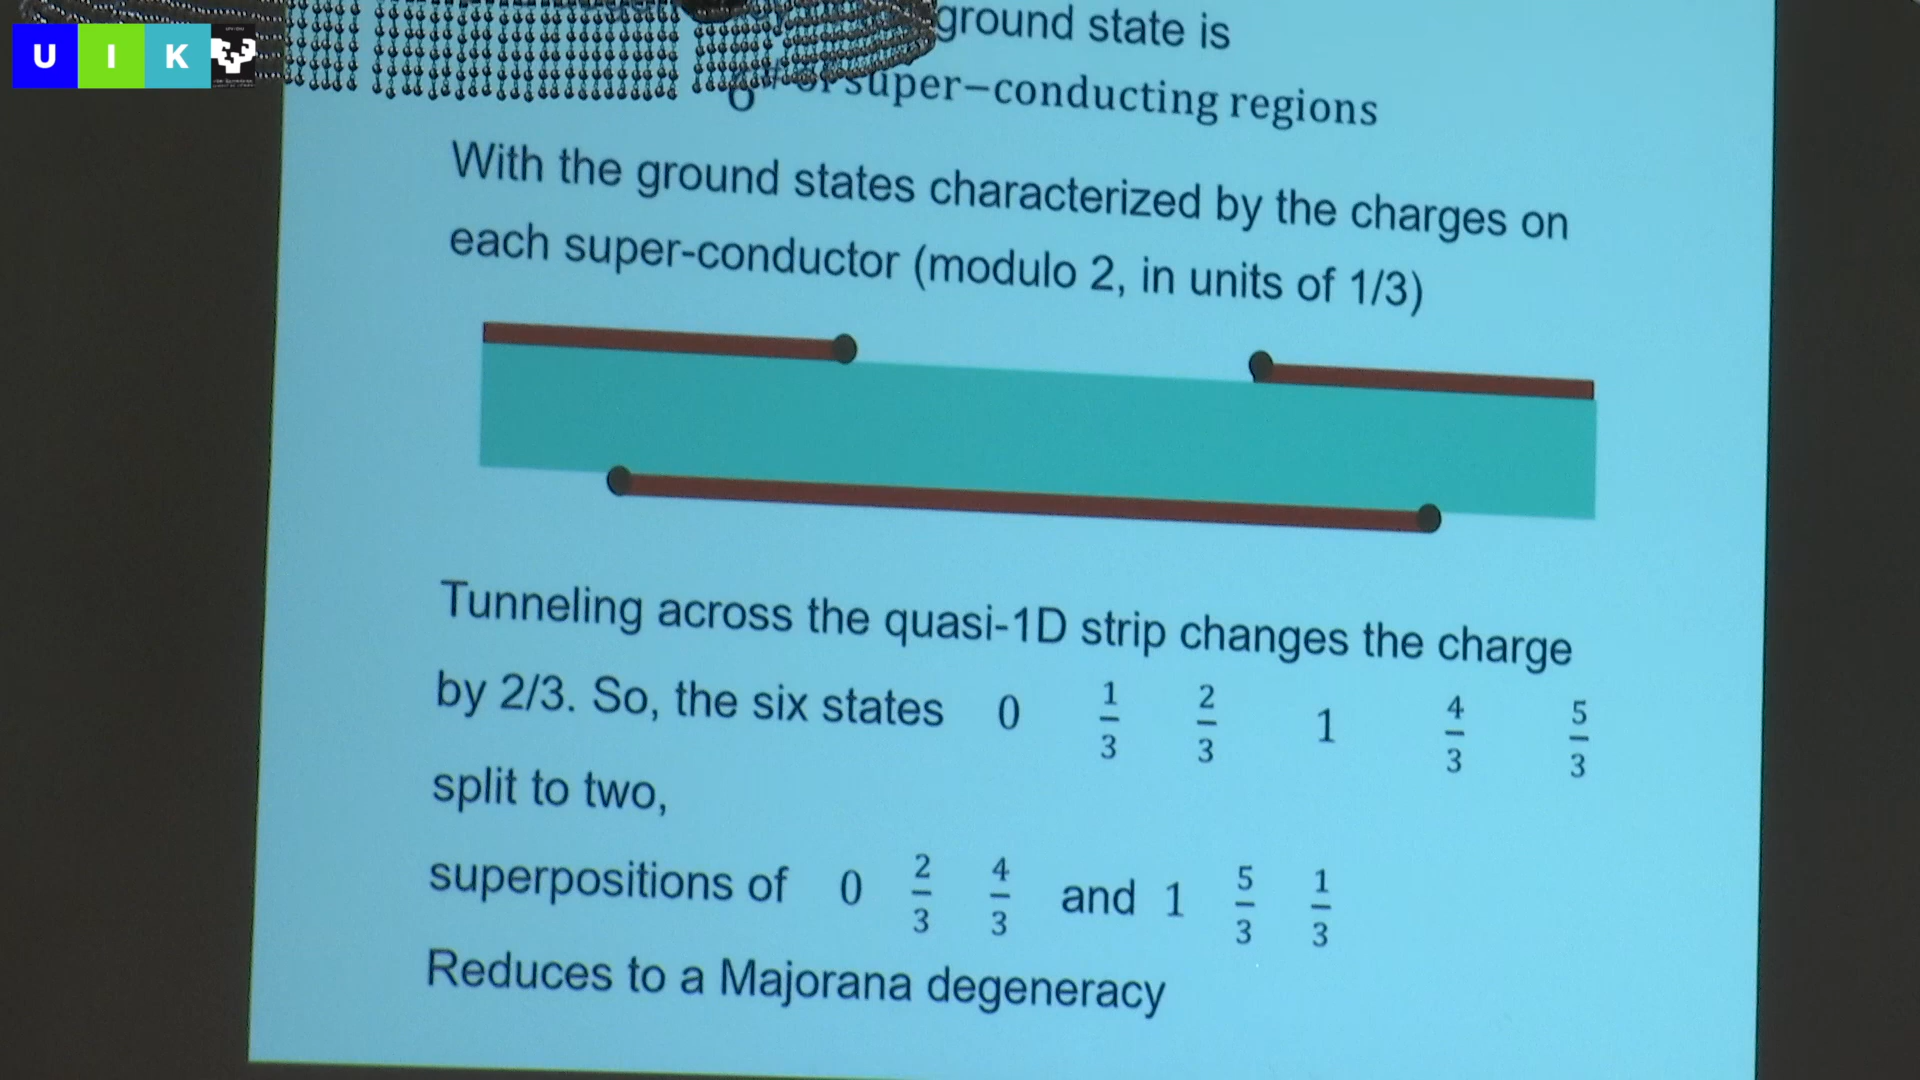 UIK
ground state is
super−conducting regions
With the ground states characterized by the charges on
each super-conductor (modulo 2, in units of 1/3)
Tunneling across the quasi-1D strip changes the charge
by 2/3. So, the six states 0 1/3 2/3 1 4/3 5/3
split to two,
superpositions of 0 2/3 4/3 and 1 5/3 1/3
Reduces to a Majorana degeneracy